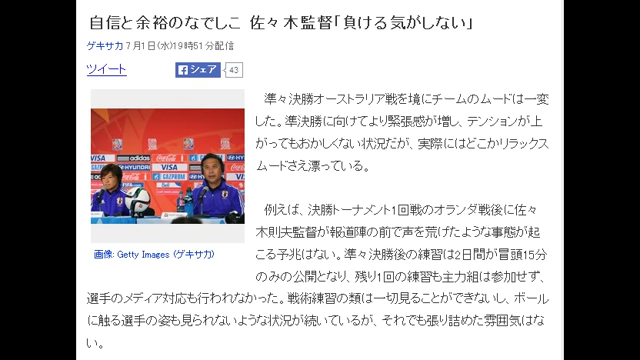 自信と余裕のなでしこ 佐々木監督「負ける気がしない」
ゲキサカ 7月1日(水)19時51分配信
ツイート
シェア 43
準々決勝オーストラリア戦を境にチームのムードは一変
した。準決勝に向けてより緊張感が増し、テンションが上
がってもおかしくない状況だが、実際にはどこかリラックス
ムードさえ漂っている。
例えば、決勝トーナメント1回戦のオランダ戦後に佐々
木則夫監督が報道陣の前で声を荒げたような事態が起
こる予兆はない。準々決勝後の練習は2日間が冒頭15分
のみの公開となり、残り1回の練習も主力組は参加せず、
選手のメディア対応も行われなかった。戦術練習の類は一切見ることができないし、ボール
に触る選手の姿も見られないような状況が続いているが、それでも張り詰めた雰囲気はな
い。
adidas
HYUNDAI
VISA
GAZPROM
画像:Getty Images (ゲキサカ)